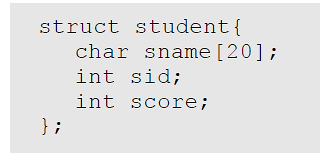 struct student{
char sname[20];
int sid;
int score;
};